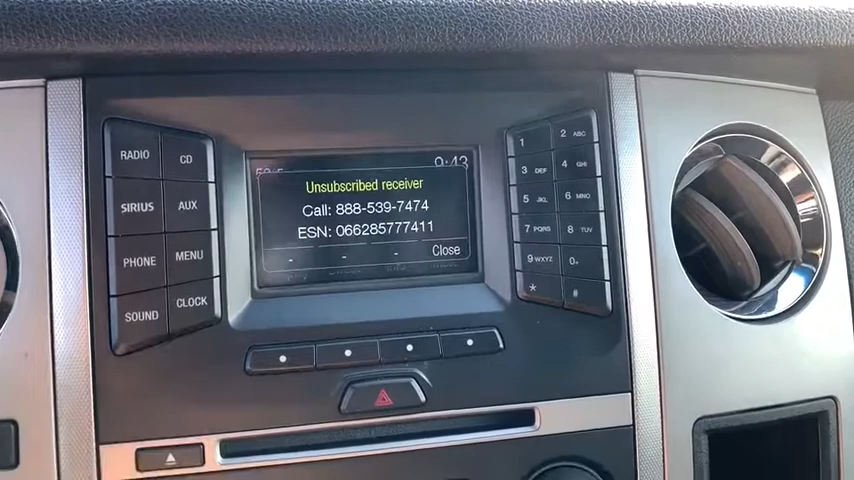 RADIO
CD
SIRIUS
AUX
PHONE
MENU
SOUND
CLOCK
9:43
Unsubscribed receiver
Call: 888-539-7474
ESN: 066285777411
Close
1
2 ABC
3 DEF
4 GHI
5 JKL
6 MNO
7 PQRS
8 TUV
9 WXYZ
0
*
#